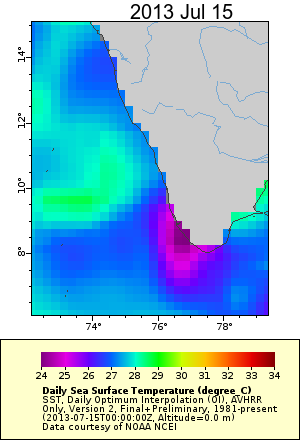 2013 Jul 15
14°
12°
10°
8°
74° 76° 78°
24 25 26 27 28 29 30 31 32 33 34
Daily Sea Surface Temperature (degree_C)
SST, Daily Optimum Interpolation (OI), AVHRR
Only, Version 2, Final+Preliminary, 1981-present
(2013-07-15T00:00:00Z, Altitude=0.0 m)
Data courtesy of NOAA NCEI